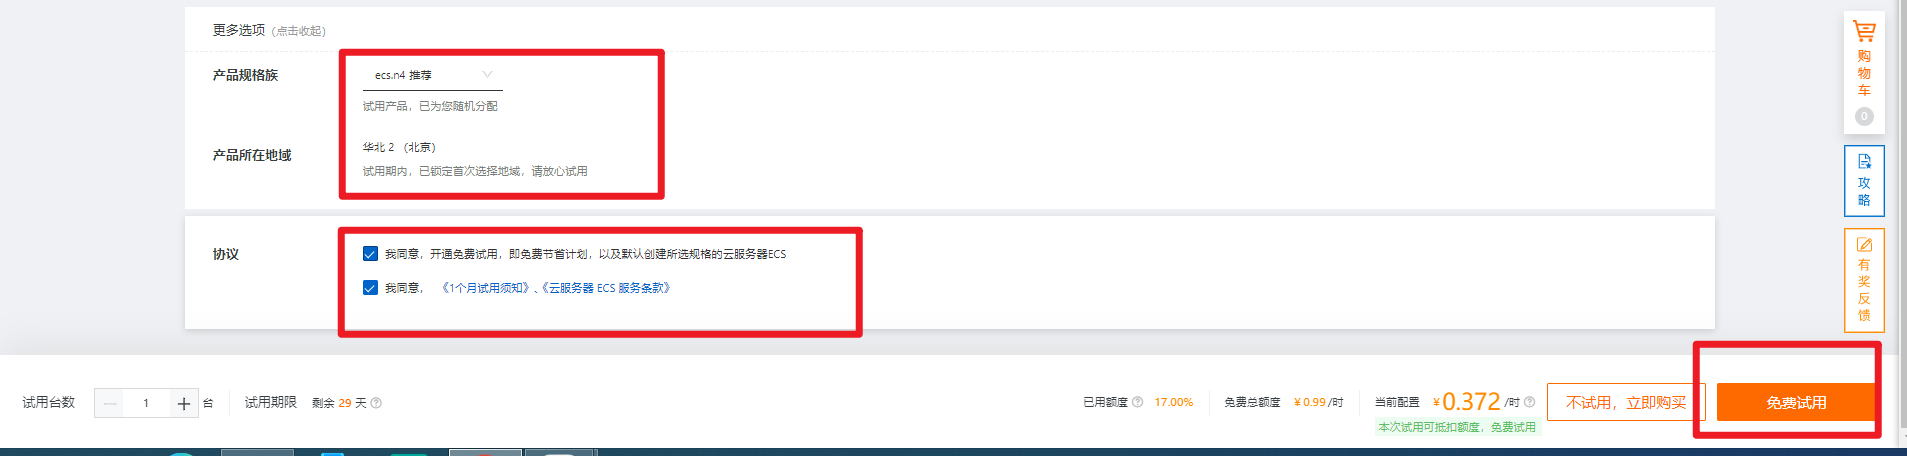 更多选项 (点击收起)
产品规格族
ecs.n4 推荐
试用产品，已为您随机分配
产品所在地域
华北 2 （北京）
试用期内，已锁定首次选择地域，请放心试用
协议
我同意，开通免费试用，即免费节省计划，以及默认创建所选规格的云服务器ECS
我同意， 《1个月试用须知》、《云服务器 ECS 服务条款》
试用台数 1 台 试用期限 剩余 29 天
已用额度 17.00% 免费总额度 ¥0.99/时 当前配置 ¥0.372/时
本次试用可抵扣额度，免费试用
不试用，立即购买
免费试用
购物车
0
攻略
有奖反馈